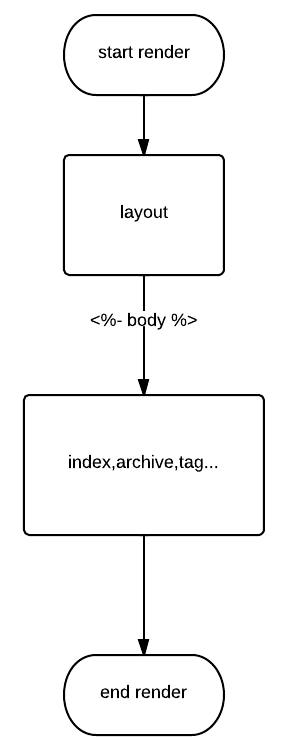 start render
layout
<%- body %>
index,archive,tag...
end render